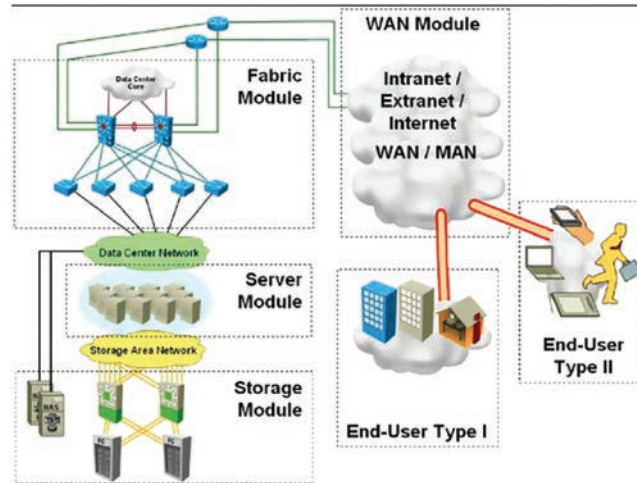 WAN Module
Intranet /
Extranet /
Internet
WAN / MAN
Fabric
Module
Data Center
Core
Data Center Network
Server
Module
Storage Area Network
Storage
Module
NAS
End-User Type I
End-User
Type II